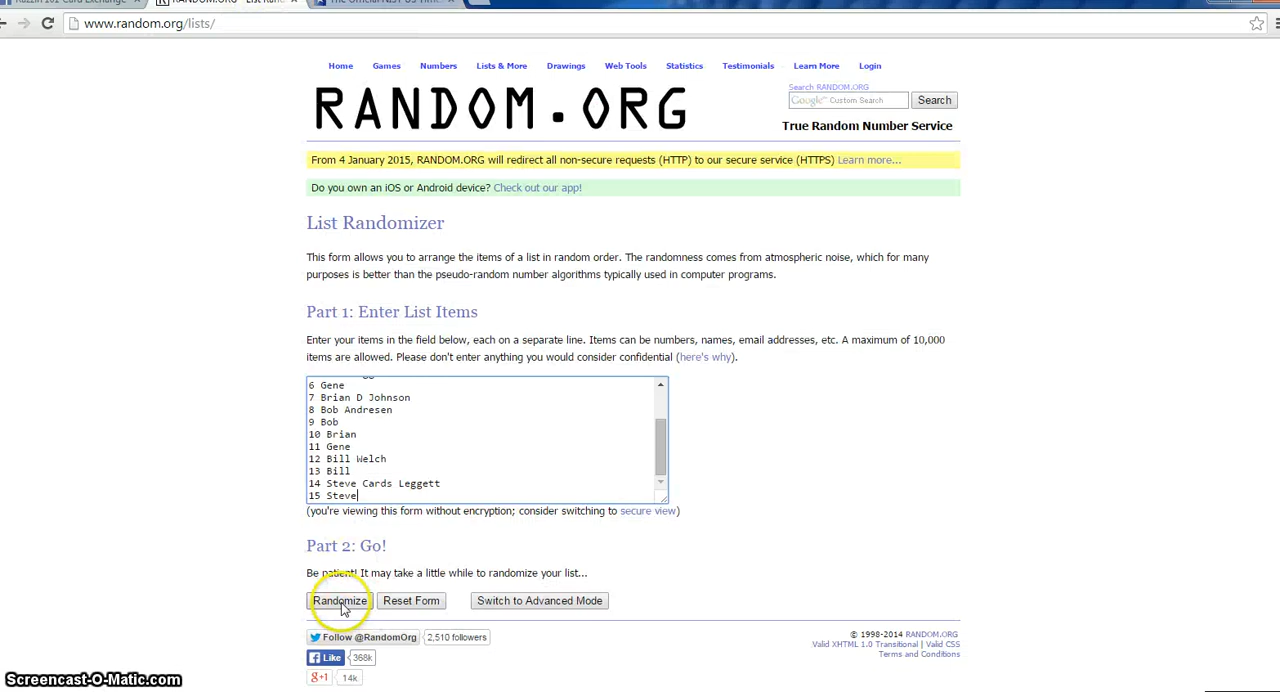 www.random.org/lists/
Home Games Numbers Lists & More Drawings Web Tools Statistics Testimonials Learn More Login
Search RANDOM.ORG
RANDOM.ORG
Google Custom Search Search
True Random Number Service
From 4 January 2015, RANDOM.ORG will redirect all non-secure requests (HTTP) to our secure service (HTTPS) Learn more...
Do you own an iOS or Android device? Check out our app!
List Randomizer
This form allows you to arrange the items of a list in random order. The randomness comes from atmospheric noise, which for many
purposes is better than the pseudo-random number algorithms typically used in computer programs.
Part 1: Enter List Items
Enter your items in the field below, each on a separate line. Items can be numbers, names, email addresses, etc. A maximum of 10,000
items are allowed. Please don't enter anything you would consider confidential (here's why).
6 Gene
7 Brian D Johnson
8 Bob Andresen
9 Bob
10 Brian
11 Gene
12 Bill Welch
13 Bill
14 Steve Cards Leggett
15 Steve
(you're viewing this form without encryption; consider switching to secure view)
Part 2: Go!
Be patient! It may take a little while to randomize your list...
Randomize Reset Form Switch to Advanced Mode
Follow @RandomOrg 2,510 followers
© 1998-2014 RANDOM.ORG
Valid XHTML 1.0 Transitional | Valid CSS
Terms and Conditions
Like 368k
g+1 14k
Screencast-O-Matic.com